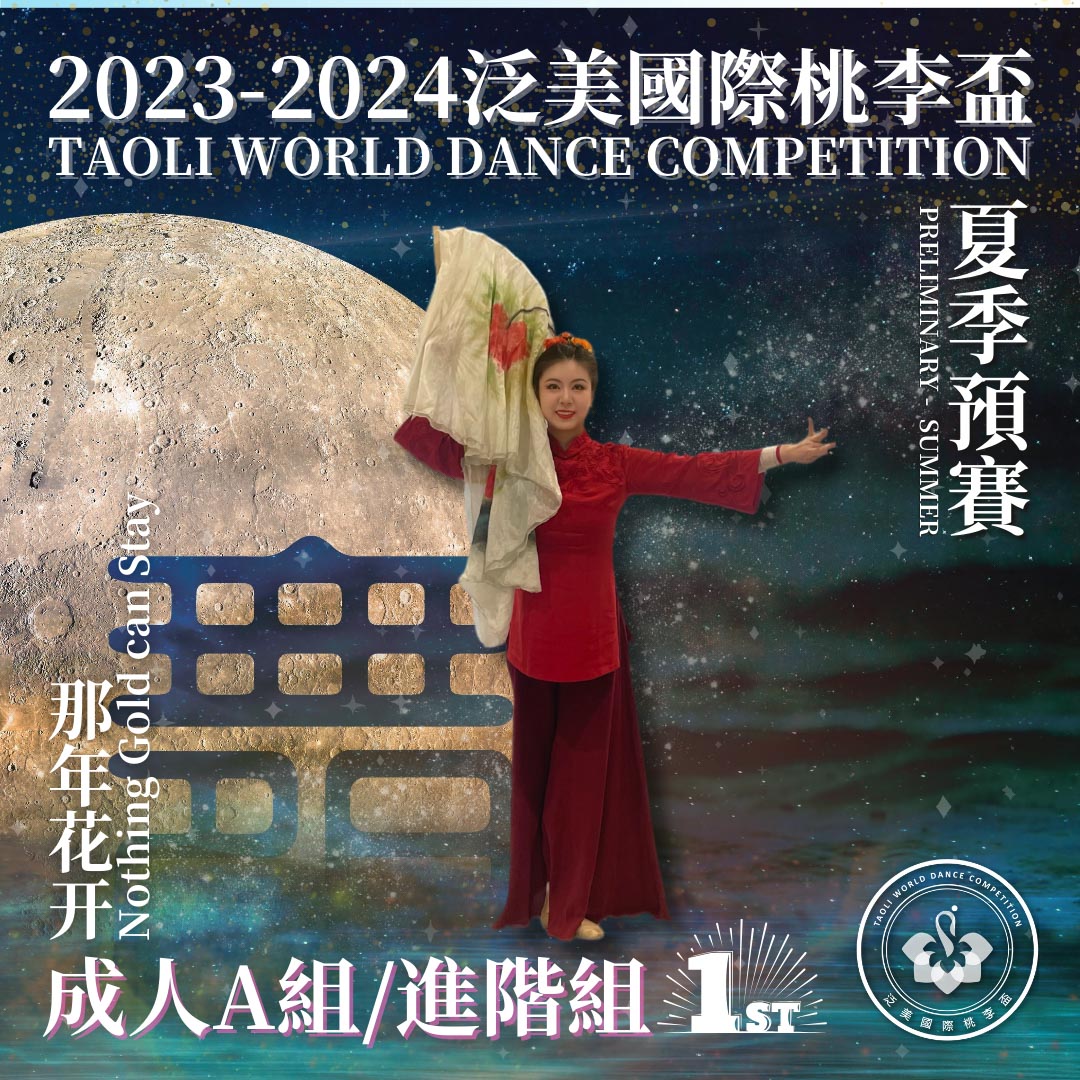 2023-2024泛美國際桃李盃
TAOLI WORLD DANCE COMPETITION
夏季預賽
PRELIMINARY - SUMMER
那年花开
Nothing Gold can Stay
成人A組/進階組
1ST
TAOLI WORLD DANCE COMPETITION
泛美國際桃李盃